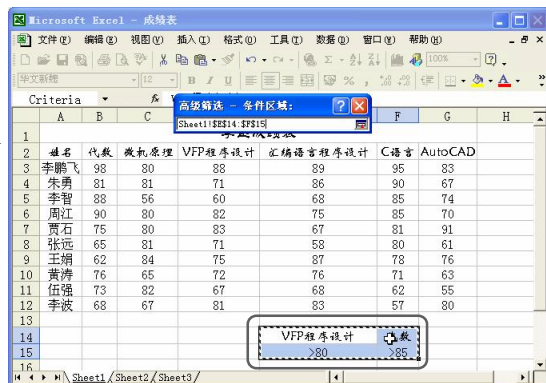 Microsoft Excel - 成绩表
文件(F) 编辑(E) 视图(V) 插入(I) 格式(O) 工具(T) 数据(D) 窗口(W) 帮助(H)
华文新魏 12 100%
Criteria
高级筛选 - 条件区域:
Sheet1!$E$14:$F$15
A B C F G H
1
2 姓名 代数 微机原理 VFP程序设计 汇编语言程序设计 C语言 AutoCAD
3 李鹏飞 98 80 88 89 95 83
4 朱勇 81 81 71 86 90 67
5 李智 88 56 60 68 85 74
6 周江 90 80 82 75 85 70
7 贾石 75 80 83 67 81 91
8 张远 65 81 71 58 80 61
9 王娟 62 84 75 87 78 76
10 黄涛 76 65 72 76 71 63
11 伍强 73 82 67 68 62 55
12 李波 68 67 81 83 57 80
13
14 VFP程序设计 数
15 >80 >85
16
Sheet1 Sheet2 Sheet3